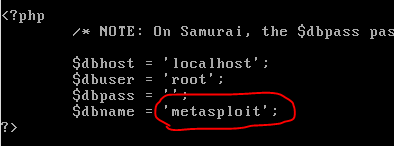 <?php
/* NOTE: On Samurai, the $dbpass pas
$dbhost = 'localhost';
$dbuser = 'root';
$dbpass = '';
$dbname = 'metasploit';
?>